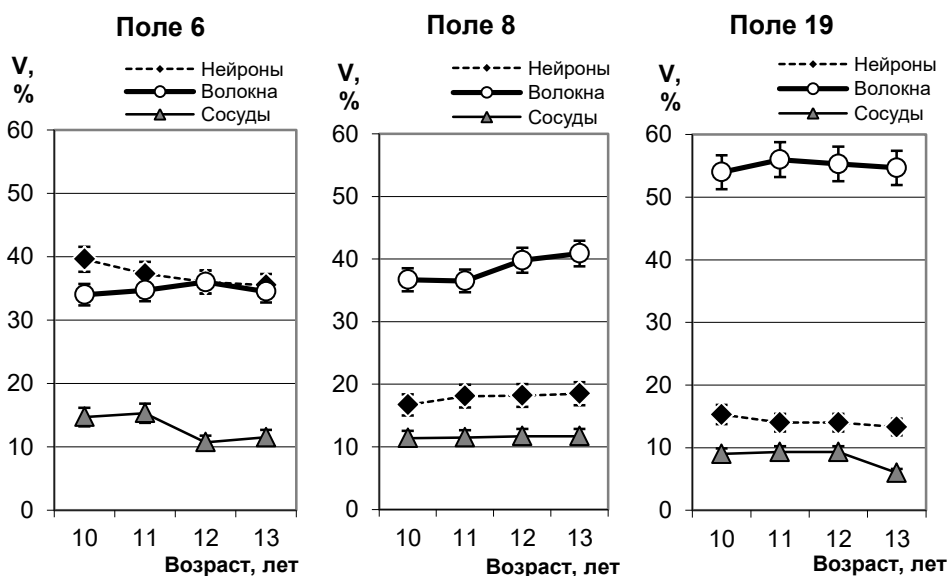 Поле 6
V,
%
Нейроны
Волокна
Сосуды
60
50
40
30
20
10
0
10 11 12 13
Возраст, лет
Поле 8
V,
%
Нейроны
Волокна
Сосуды
60
50
40
30
20
10
0
10 11 12 13
Возраст, лет
Поле 19
V,
%
Нейроны
Волокна
Сосуды
60
50
40
30
20
10
0
10 11 12 13
Возраст, лет